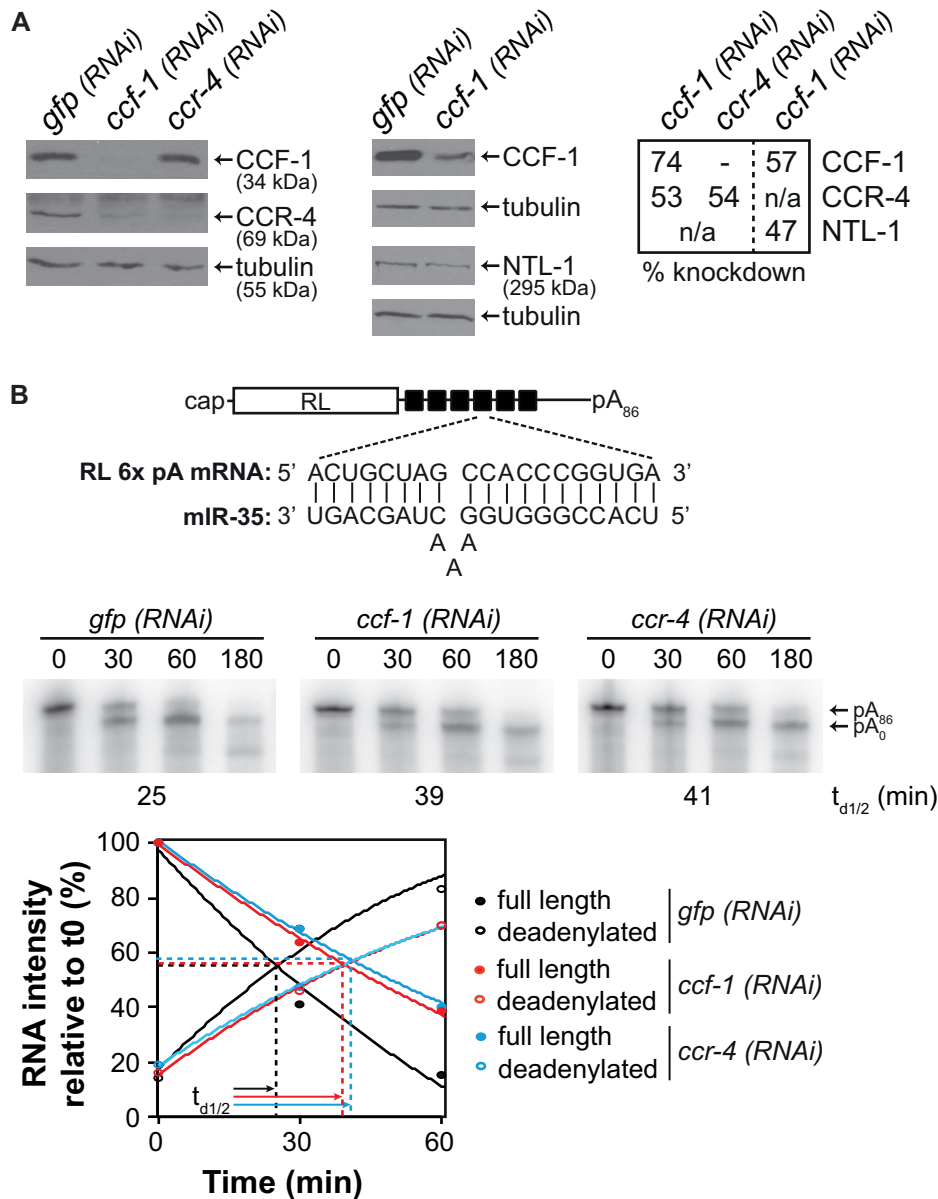 A
gfp (RNAi)
ccf-1 (RNAi)
ccr-4 (RNAi)
←CCF-1
(34 kDa)
←CCR-4
(69 kDa)
←tubulin
(55 kDa)
gfp (RNAi)
ccf-1 (RNAi)
←CCF-1
←tubulin
←NTL-1
(295 kDa)
←tubulin
ccf-1 (RNAi)
ccr-4 (RNAi)
ccf-1 (RNAi)
74 - 57 CCF-1
53 54 n/a CCR-4
n/a 47 NTL-1
% knockdown
B
cap RL pA86
RL 6x pA mRNA: 5' ACUGCUAG CCACCCGGUGA 3'
mIR-35: 3' UGACGAUC GGUGGGCCACU 5'
A A
A
gfp (RNAi) ccf-1 (RNAi) ccr-4 (RNAi)
0 30 60 180 0 30 60 180 0 30 60 180
←pA86
←pA0
25 39 41 td1/2 (min)
100
80
60
40
20
0
RNA intensity
relative to t0 (%)
td1/2
0 30 60
Time (min)
full length
deadenylated
gfp (RNAi)
full length
deadenylated
ccf-1 (RNAi)
full length
deadenylated
ccr-4 (RNAi)